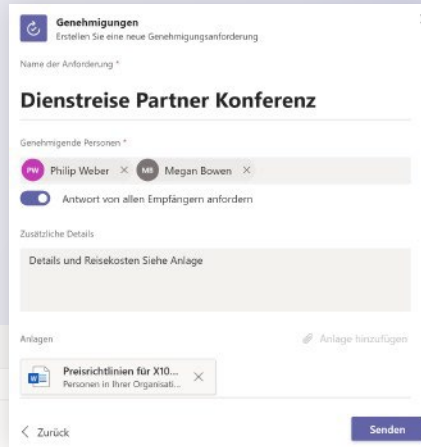 Genehmigungen
Erstellen Sie eine neue Genehmigungsanforderung
Name der Anforderung *
Dienstreise Partner Konferenz
Genehmigende Personen *
PW Philip Weber × MB Megan Bowen ×
Antwort von allen Empfängern anfordern
Zusätzliche Details
Details und Reisekosten Siehe Anlage
Anlagen Anlage hinzufügen
Preisrichtlinien für X10...
Personen in Ihrer Organisati...
Zurück Senden